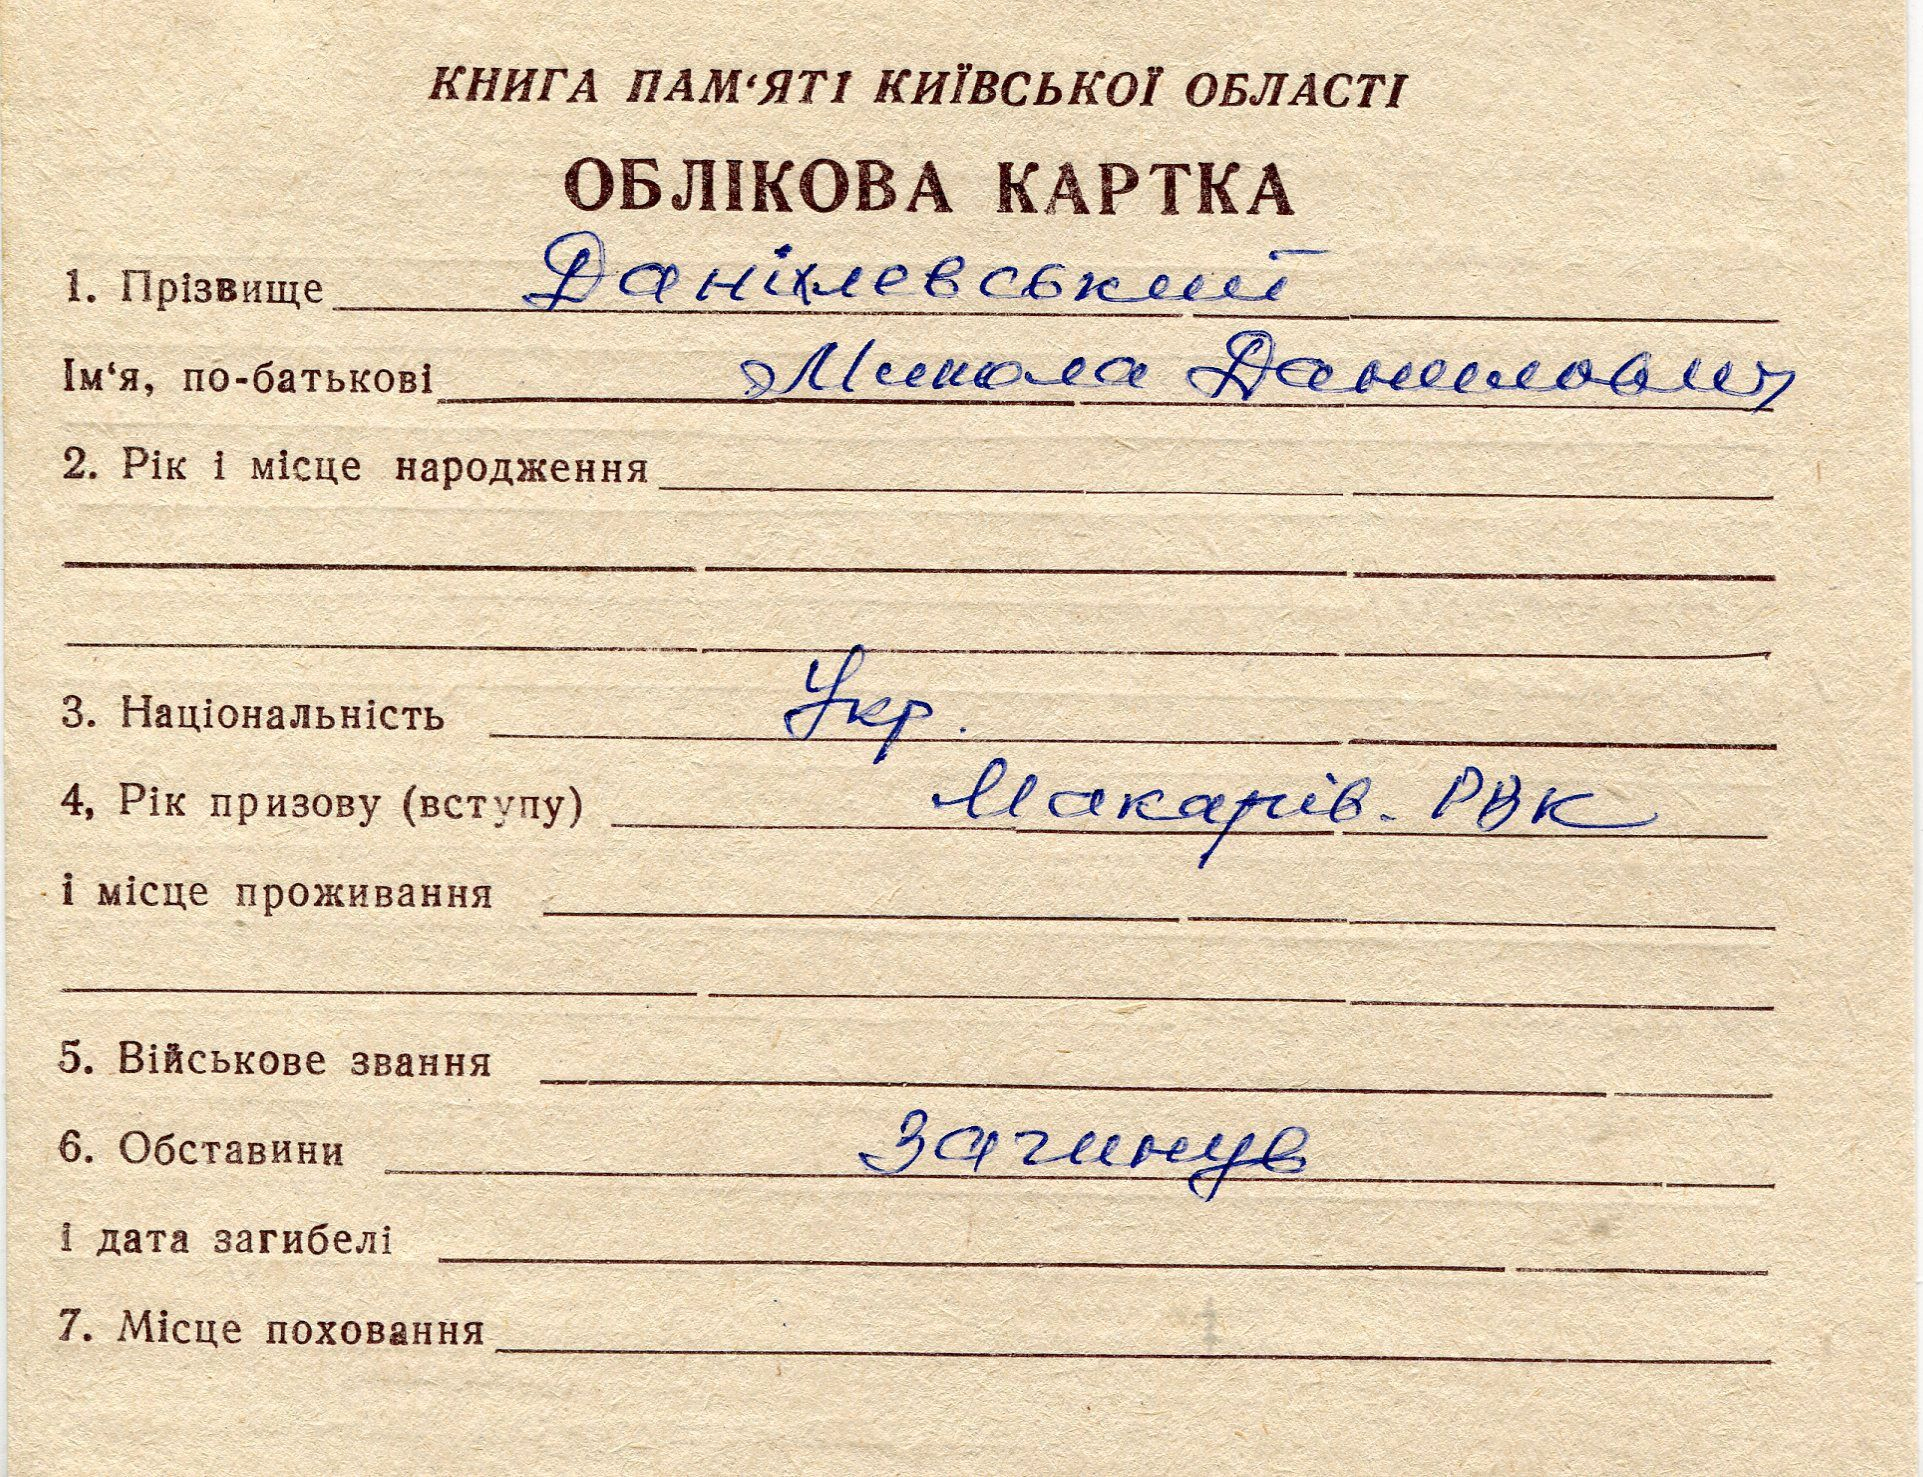 КНИГА ПАМ‘ЯТІ КИЇВСЬКОЇ ОБЛАСТІ
ОБЛІКОВА КАРТКА
1. Прізвище Данілевський
Ім‘я, по-батькові Микола Данилович
2. Рік і місце народження
3. Національність Укр.
4, Рік призову (вступу) Макарів. РВК
і місце проживання
5. Військове звання
6. Обставини Загинув
і дата загибелі
7. Місце поховання